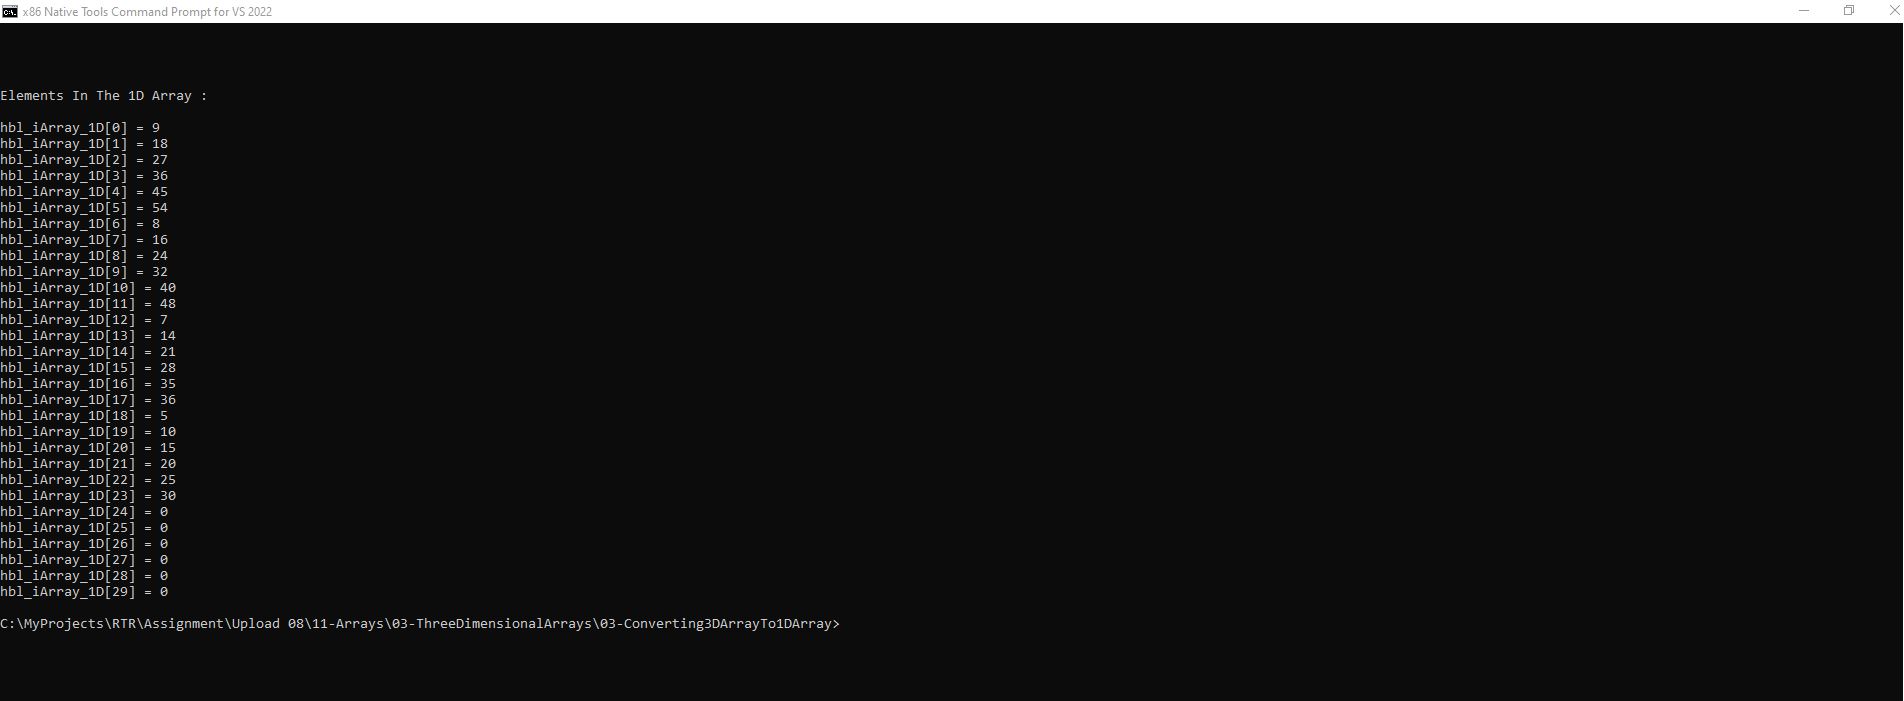 x86 Native Tools Command Prompt for VS 2022
Elements In The 1D Array :
hbl_iArray_1D[0] = 9
hbl_iArray_1D[1] = 18
hbl_iArray_1D[2] = 27
hbl_iArray_1D[3] = 36
hbl_iArray_1D[4] = 45
hbl_iArray_1D[5] = 54
hbl_iArray_1D[6] = 8
hbl_iArray_1D[7] = 16
hbl_iArray_1D[8] = 24
hbl_iArray_1D[9] = 32
hbl_iArray_1D[10] = 40
hbl_iArray_1D[11] = 48
hbl_iArray_1D[12] = 7
hbl_iArray_1D[13] = 14
hbl_iArray_1D[14] = 21
hbl_iArray_1D[15] = 28
hbl_iArray_1D[16] = 35
hbl_iArray_1D[17] = 36
hbl_iArray_1D[18] = 5
hbl_iArray_1D[19] = 10
hbl_iArray_1D[20] = 15
hbl_iArray_1D[21] = 20
hbl_iArray_1D[22] = 25
hbl_iArray_1D[23] = 30
hbl_iArray_1D[24] = 0
hbl_iArray_1D[25] = 0
hbl_iArray_1D[26] = 0
hbl_iArray_1D[27] = 0
hbl_iArray_1D[28] = 0
hbl_iArray_1D[29] = 0
C:\MyProjects\RTR\Assignment\Upload 08\11-Arrays\03-ThreeDimensionalArrays\03-Converting3DArrayTo1DArray>